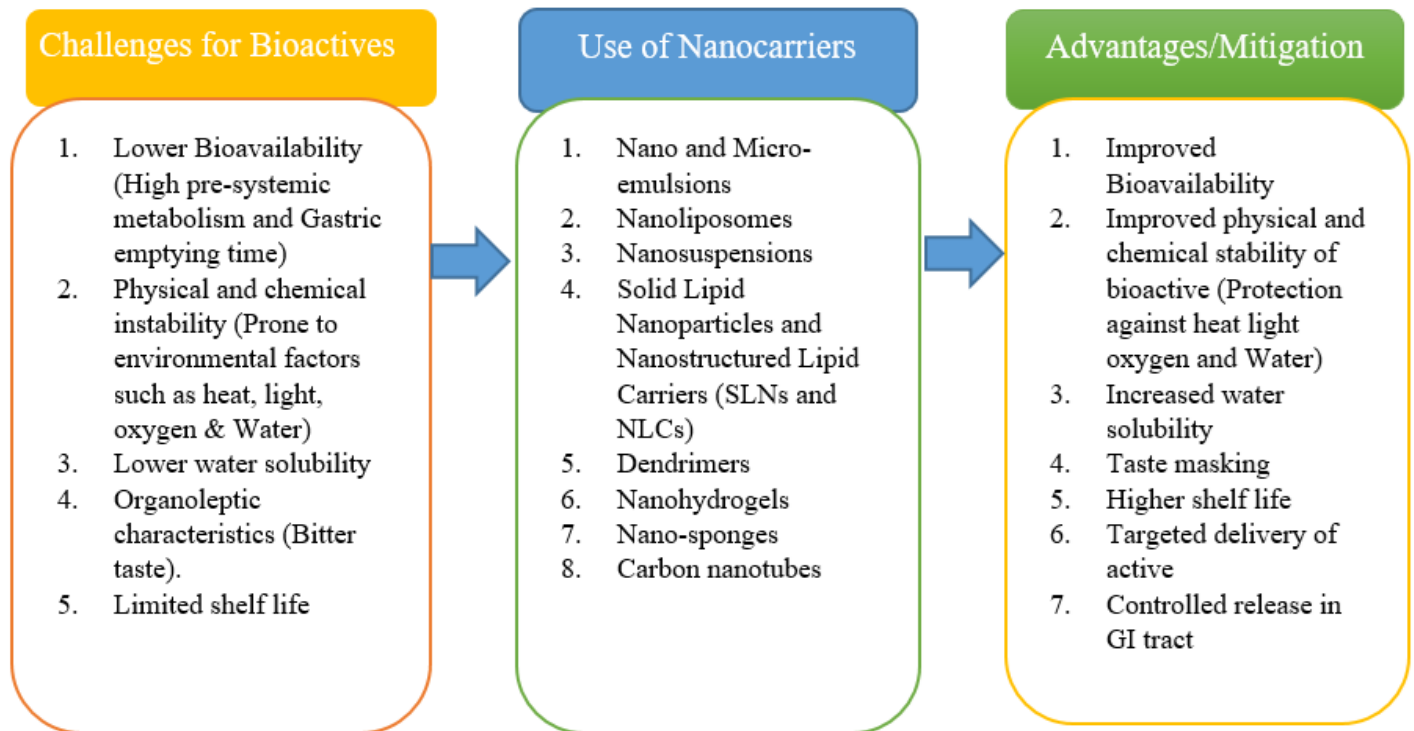 Challenges for Bioactives
1. Lower Bioavailability
(High pre-systemic
metabolism and Gastric
emptying time)
2. Physical and chemical
instability (Prone to
environmental factors
such as heat, light,
oxygen & Water)
3. Lower water solubility
4. Organoleptic
characteristics (Bitter
taste).
5. Limited shelf life
Use of Nanocarriers
1. Nano and Micro-
emulsions
2. Nanoliposomes
3. Nanosuspensions
4. Solid Lipid
Nanoparticles and
Nanostructured Lipid
Carriers (SLNs and
NLCs)
5. Dendrimers
6. Nanohydrogels
7. Nano-sponges
8. Carbon nanotubes
Advantages/Mitigation
1. Improved
Bioavailability
2. Improved physical and
chemical stability of
bioactive (Protection
against heat light
oxygen and Water)
3. Increased water
solubility
4. Taste masking
5. Higher shelf life
6. Targeted delivery of
active
7. Controlled release in
GI tract